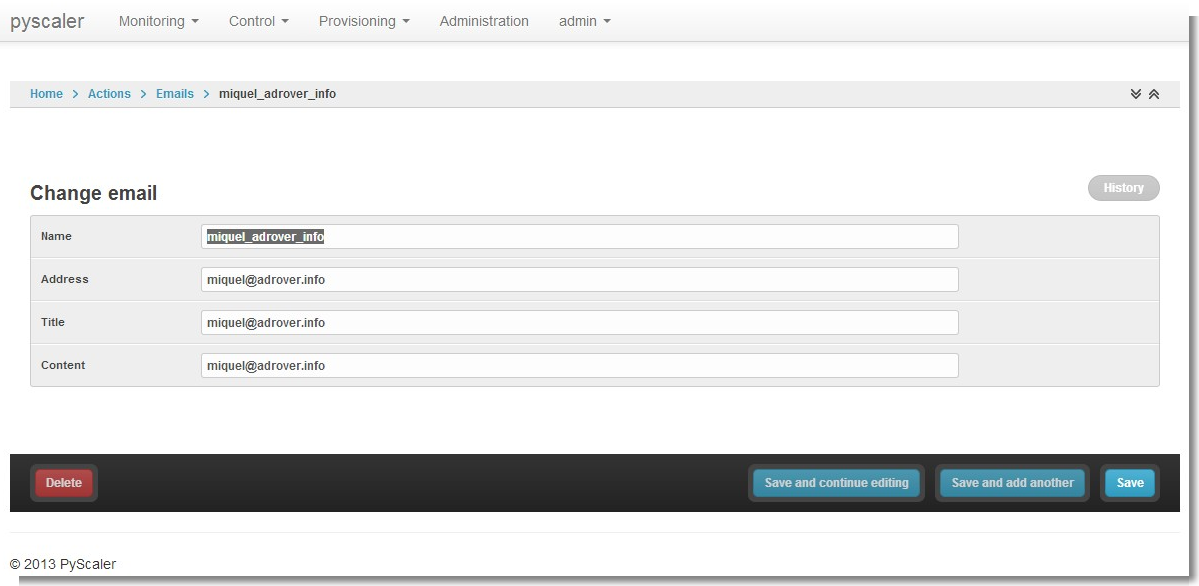 pyscaler Monitoring Control Provisioning Administration admin
Home > Actions > Emails > miquel_adrover_info
Change email
History
Name miquel_adrover_info
Address miquel@adrover.info
Title miquel@adrover.info
Content miquel@adrover.info
Delete Save and continue editing Save and add another Save
© 2013 PyScaler